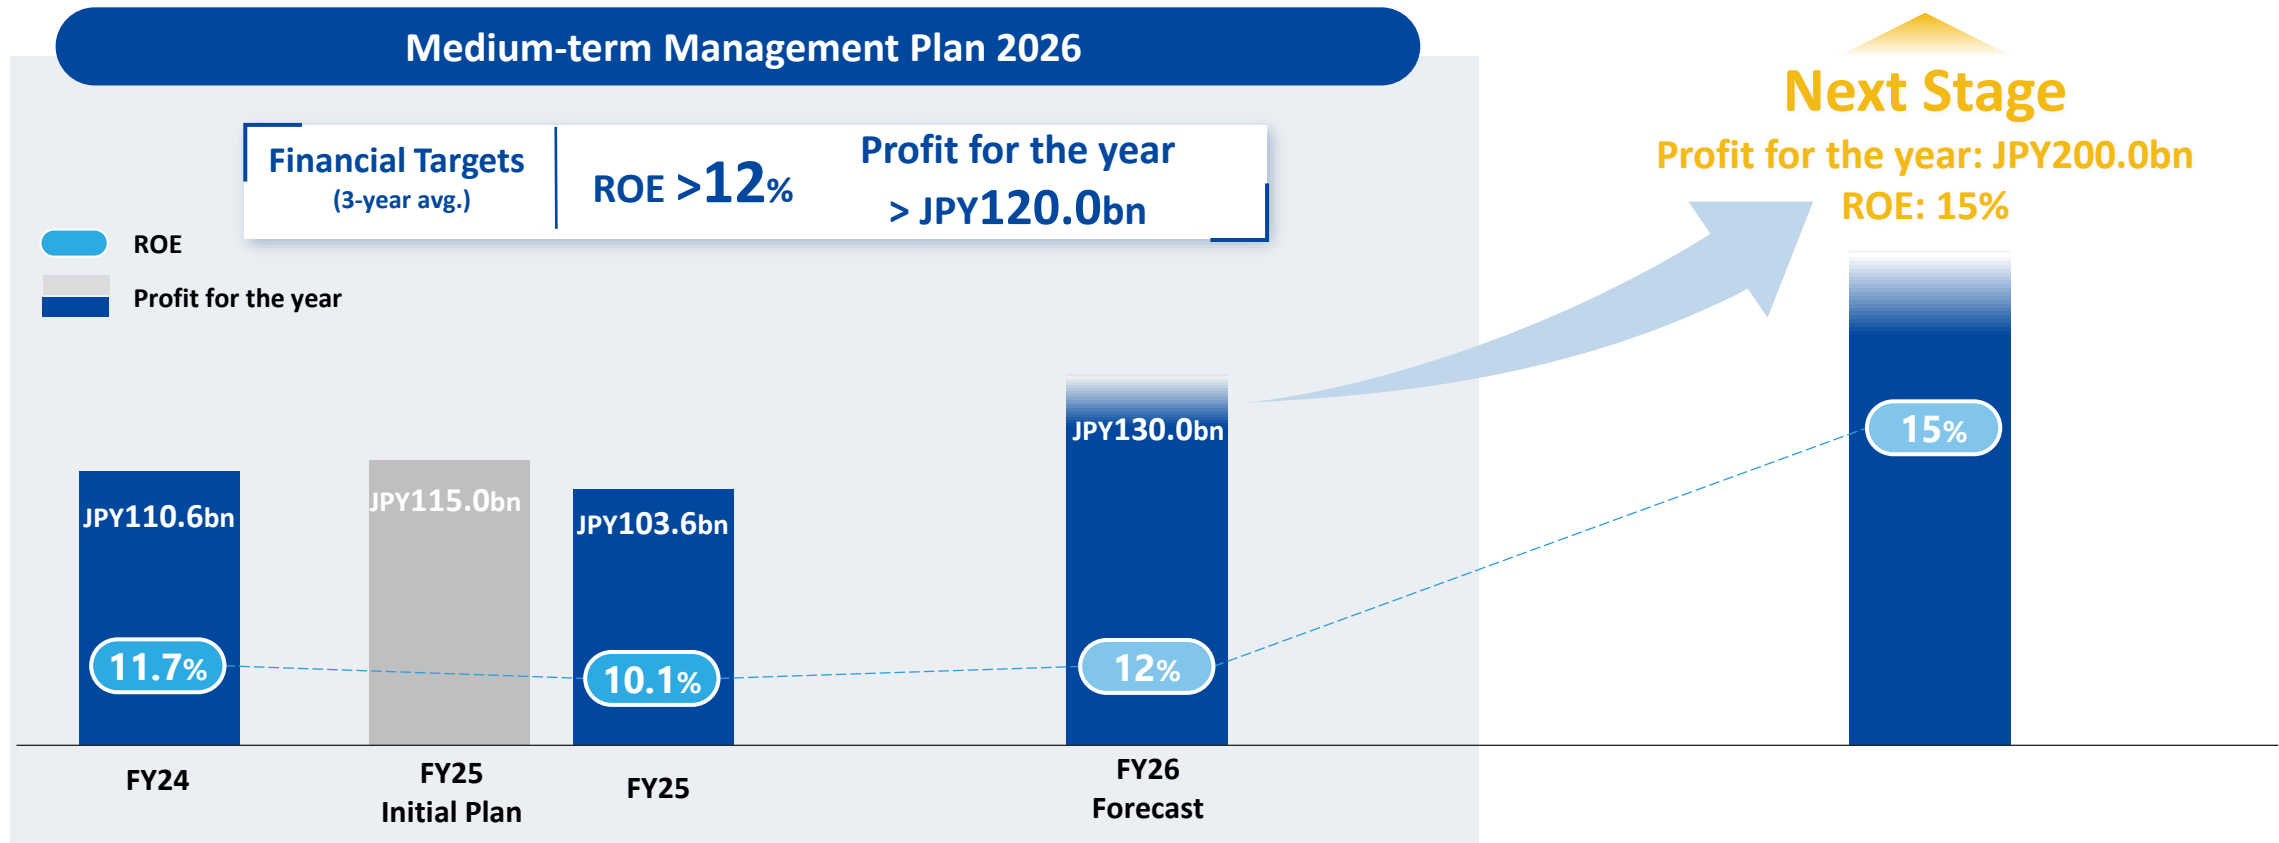 Medium-term Management Plan 2026
Financial Targets
(3-year avg.)
ROE >12%
Profit for the year
> JPY120.0bn
ROE
Profit for the year
Next Stage
Profit for the year: JPY200.0bn
ROE: 15%
JPY110.6bn
JPY115.0bn
JPY103.6bn
JPY130.0bn
11.7%
10.1%
12%
15%
FY24
FY25
Initial Plan
FY25
FY26
Forecast